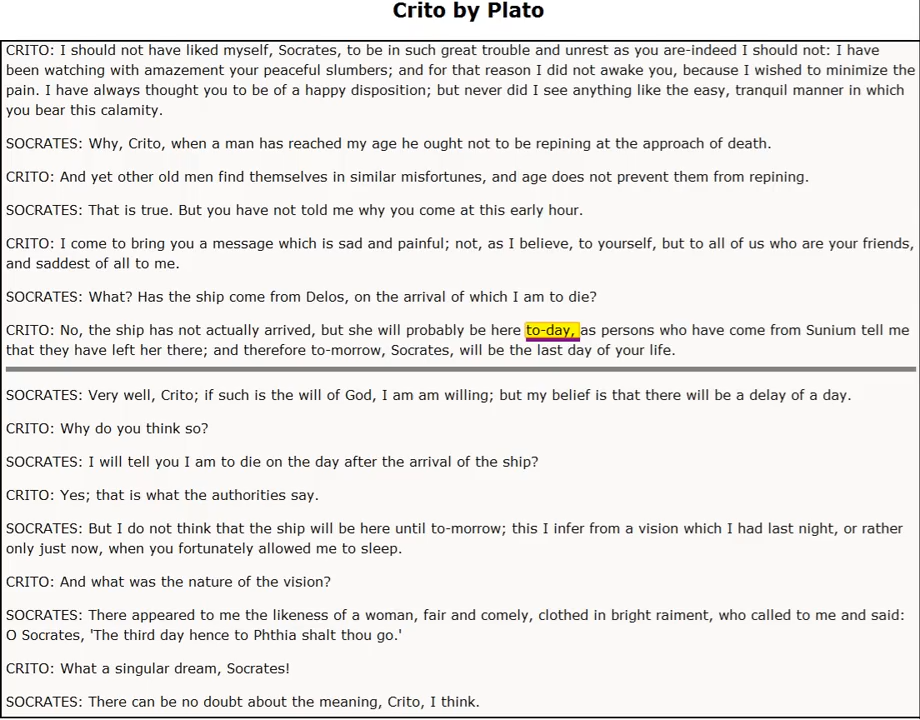 Crito by Plato
CRITO: I should not have liked myself, Socrates, to be in such great trouble and unrest as you are-indeed I should not: I have
been watching with amazement your peaceful slumbers; and for that reason I did not awake you, because I wished to minimize the
pain. I have always thought you to be of a happy disposition; but never did I see anything like the easy, tranquil manner in which
you bear this calamity.
SOCRATES: Why, Crito, when a man has reached my age he ought not to be repining at the approach of death.
CRITO: And yet other old men find themselves in similar misfortunes, and age does not prevent them from repining.
SOCRATES: That is true. But you have not told me why you come at this early hour.
CRITO: I come to bring you a message which is sad and painful; not, as I believe, to yourself, but to all of us who are your friends,
and saddest of all to me.
SOCRATES: What? Has the ship come from Delos, on the arrival of which I am to die?
CRITO: No, the ship has not actually arrived, but she will probably be here to-day, as persons who have come from Sunium tell me
that they have left her there; and therefore to-morrow, Socrates, will be the last day of your life.
SOCRATES: Very well, Crito; if such is the will of God, I am am willing; but my belief is that there will be a delay of a day.
CRITO: Why do you think so?
SOCRATES: I will tell you I am to die on the day after the arrival of the ship?
CRITO: Yes; that is what the authorities say.
SOCRATES: But I do not think that the ship will be here until to-morrow; this I infer from a vision which I had last night, or rather
only just now, when you fortunately allowed me to sleep.
CRITO: And what was the nature of the vision?
SOCRATES: There appeared to me the likeness of a woman, fair and comely, clothed in bright raiment, who called to me and said:
O Socrates, 'The third day hence to Phthia shalt thou go.'
CRITO: What a singular dream, Socrates!
SOCRATES: There can be no doubt about the meaning, Crito, I think.